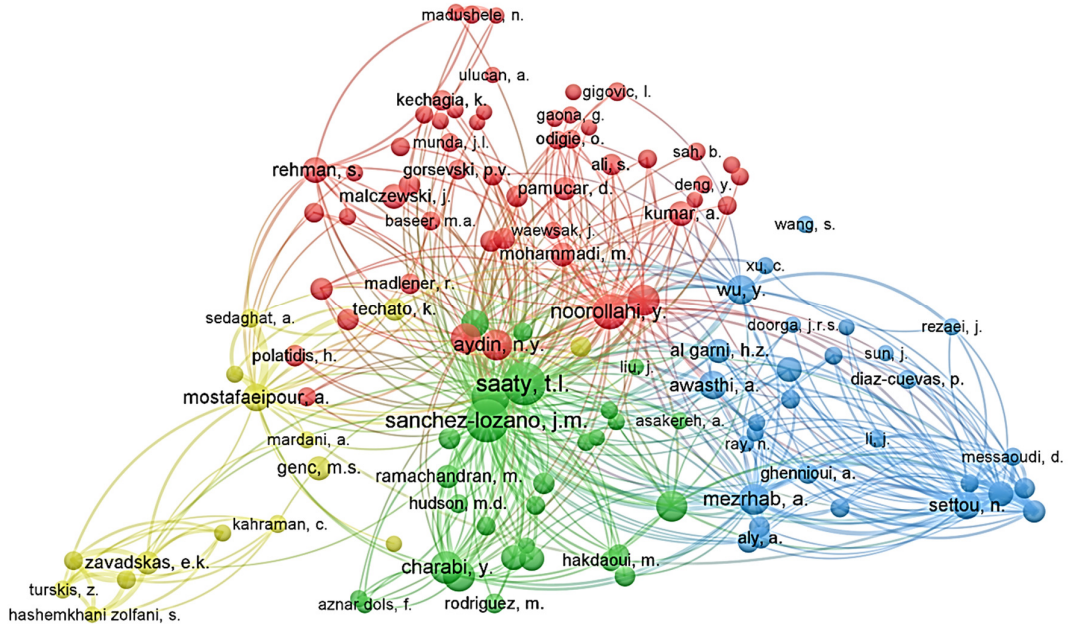 madushele, n.
ulucan, a.
kechagia, k.
gigovic, l.
gaona, g.
odigie, o.
munda, j.l.
sah, b.
rehman, s.
gorsevski, p.v.
ali, s.
malczewski, j.
pamucar, d.
deng, y.
baseer, m.a.
kumar, a.
waewsak, j.
wang, s.
mohammadi, m.
xu, c.
madlener, r.
wu, y.
techato, k.
noorollahi, y.
sedaghat, a.
doorga, j.r.s.
rezaei, j.
aydin, n.y.
polatidis, h.
al garni, h.z.
sun, j.
liu, j.
saaty, t.l.
awasthi, a.
diaz-cuevas, p.
mostafaeipour, a.
sanchez-lozano, j.m.
asakereh, a.
mardani, a.
ray, n.
li, j.
messaoudi, d.
genc, m.s.
ramachandran, m.
ghennioui, a.
hudson, m.d.
mezrhab, a.
settou, n.
kahraman, c.
aly, a.
zavadskas, e.k.
charabi, y.
hakdaoui, m.
turskis, z.
aznar dols, f.
rodriguez, m.
hashemkhani zolfani, s.